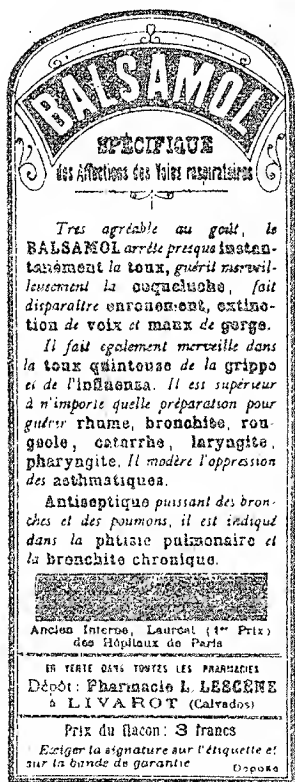 BALSAMOL
SPÉCIFIQUE
des Affections des Voies respiratoires
Tres agréable au goût, le
BALSAMOL arrête presque instan-
tanément la toux, guérit merveil-
leusement la coqueluche, fait
disparaître enrouement, extinc-
tion de voix et maux de gorge.
Il fait egalement merveille dans
la toux quinteuse de la grippe
et de l'influenza. Il est supérieur
à n'importe quelle préparation pour
guérir rhume, bronchite, rou-
geole, catarrhe, laryngite,
pharyngite. Il modère l'oppression
des asthmatiques.
Antiseptique puissant des bron-
ches et des poumons, il est indiqué
dans la phtisie pulmonaire et
la bronchite chronique.
Ancien Interne, Lauréat (1er Prix)
des Hôpitaux de Paris
EN VENTE DANS TOUTES LES PHARMACIES
Dépôt: Pharmacie L. LESCÈNE
à LIVAROT (Calvados)
Prix du flacon: 3 francs
Exiger la signature sur l'étiquette et
sur la bande de garantie
Déposé